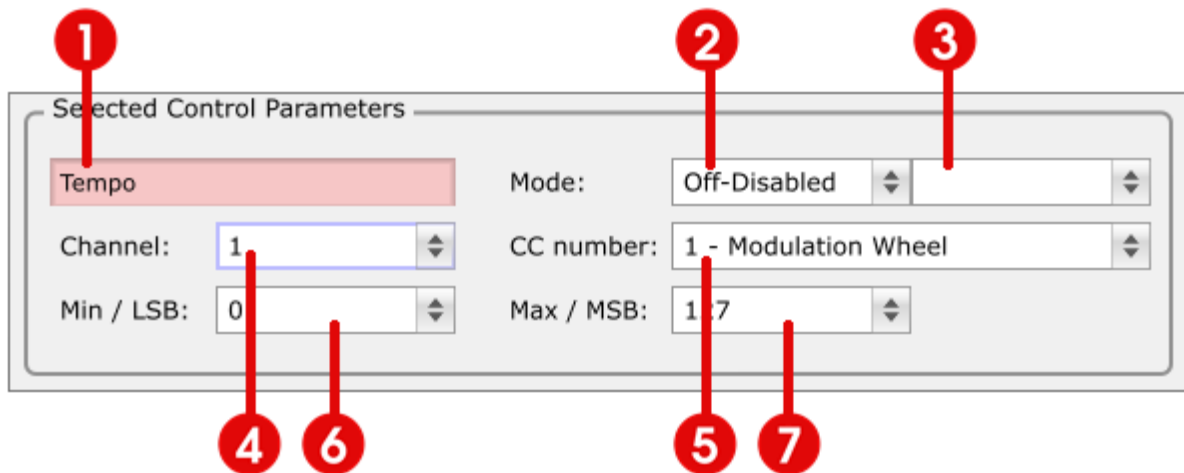 1 2 3
Selected Control Parameters
Tempo Mode: Off-Disabled
Channel: 1 CC number: 1 - Modulation Wheel
Min / LSB: 0 Max / MSB: 127
4 6 5 7